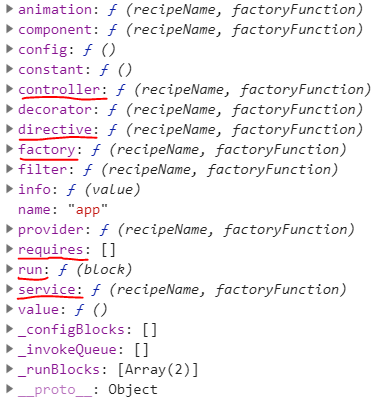 animation: ƒ (recipeName, factoryFunction)
component: ƒ (recipeName, factoryFunction)
config: ƒ ()
constant: ƒ ()
controller: ƒ (recipeName, factoryFunction)
decorator: ƒ (recipeName, factoryFunction)
directive: ƒ (recipeName, factoryFunction)
factory: ƒ (recipeName, factoryFunction)
filter: ƒ (recipeName, factoryFunction)
info: ƒ (value)
name: "app"
provider: ƒ (recipeName, factoryFunction)
requires: []
run: ƒ (block)
service: ƒ (recipeName, factoryFunction)
value: ƒ ()
_configBlocks: []
_invokeQueue: []
_runBlocks: [Array(2)]
__proto__: Object